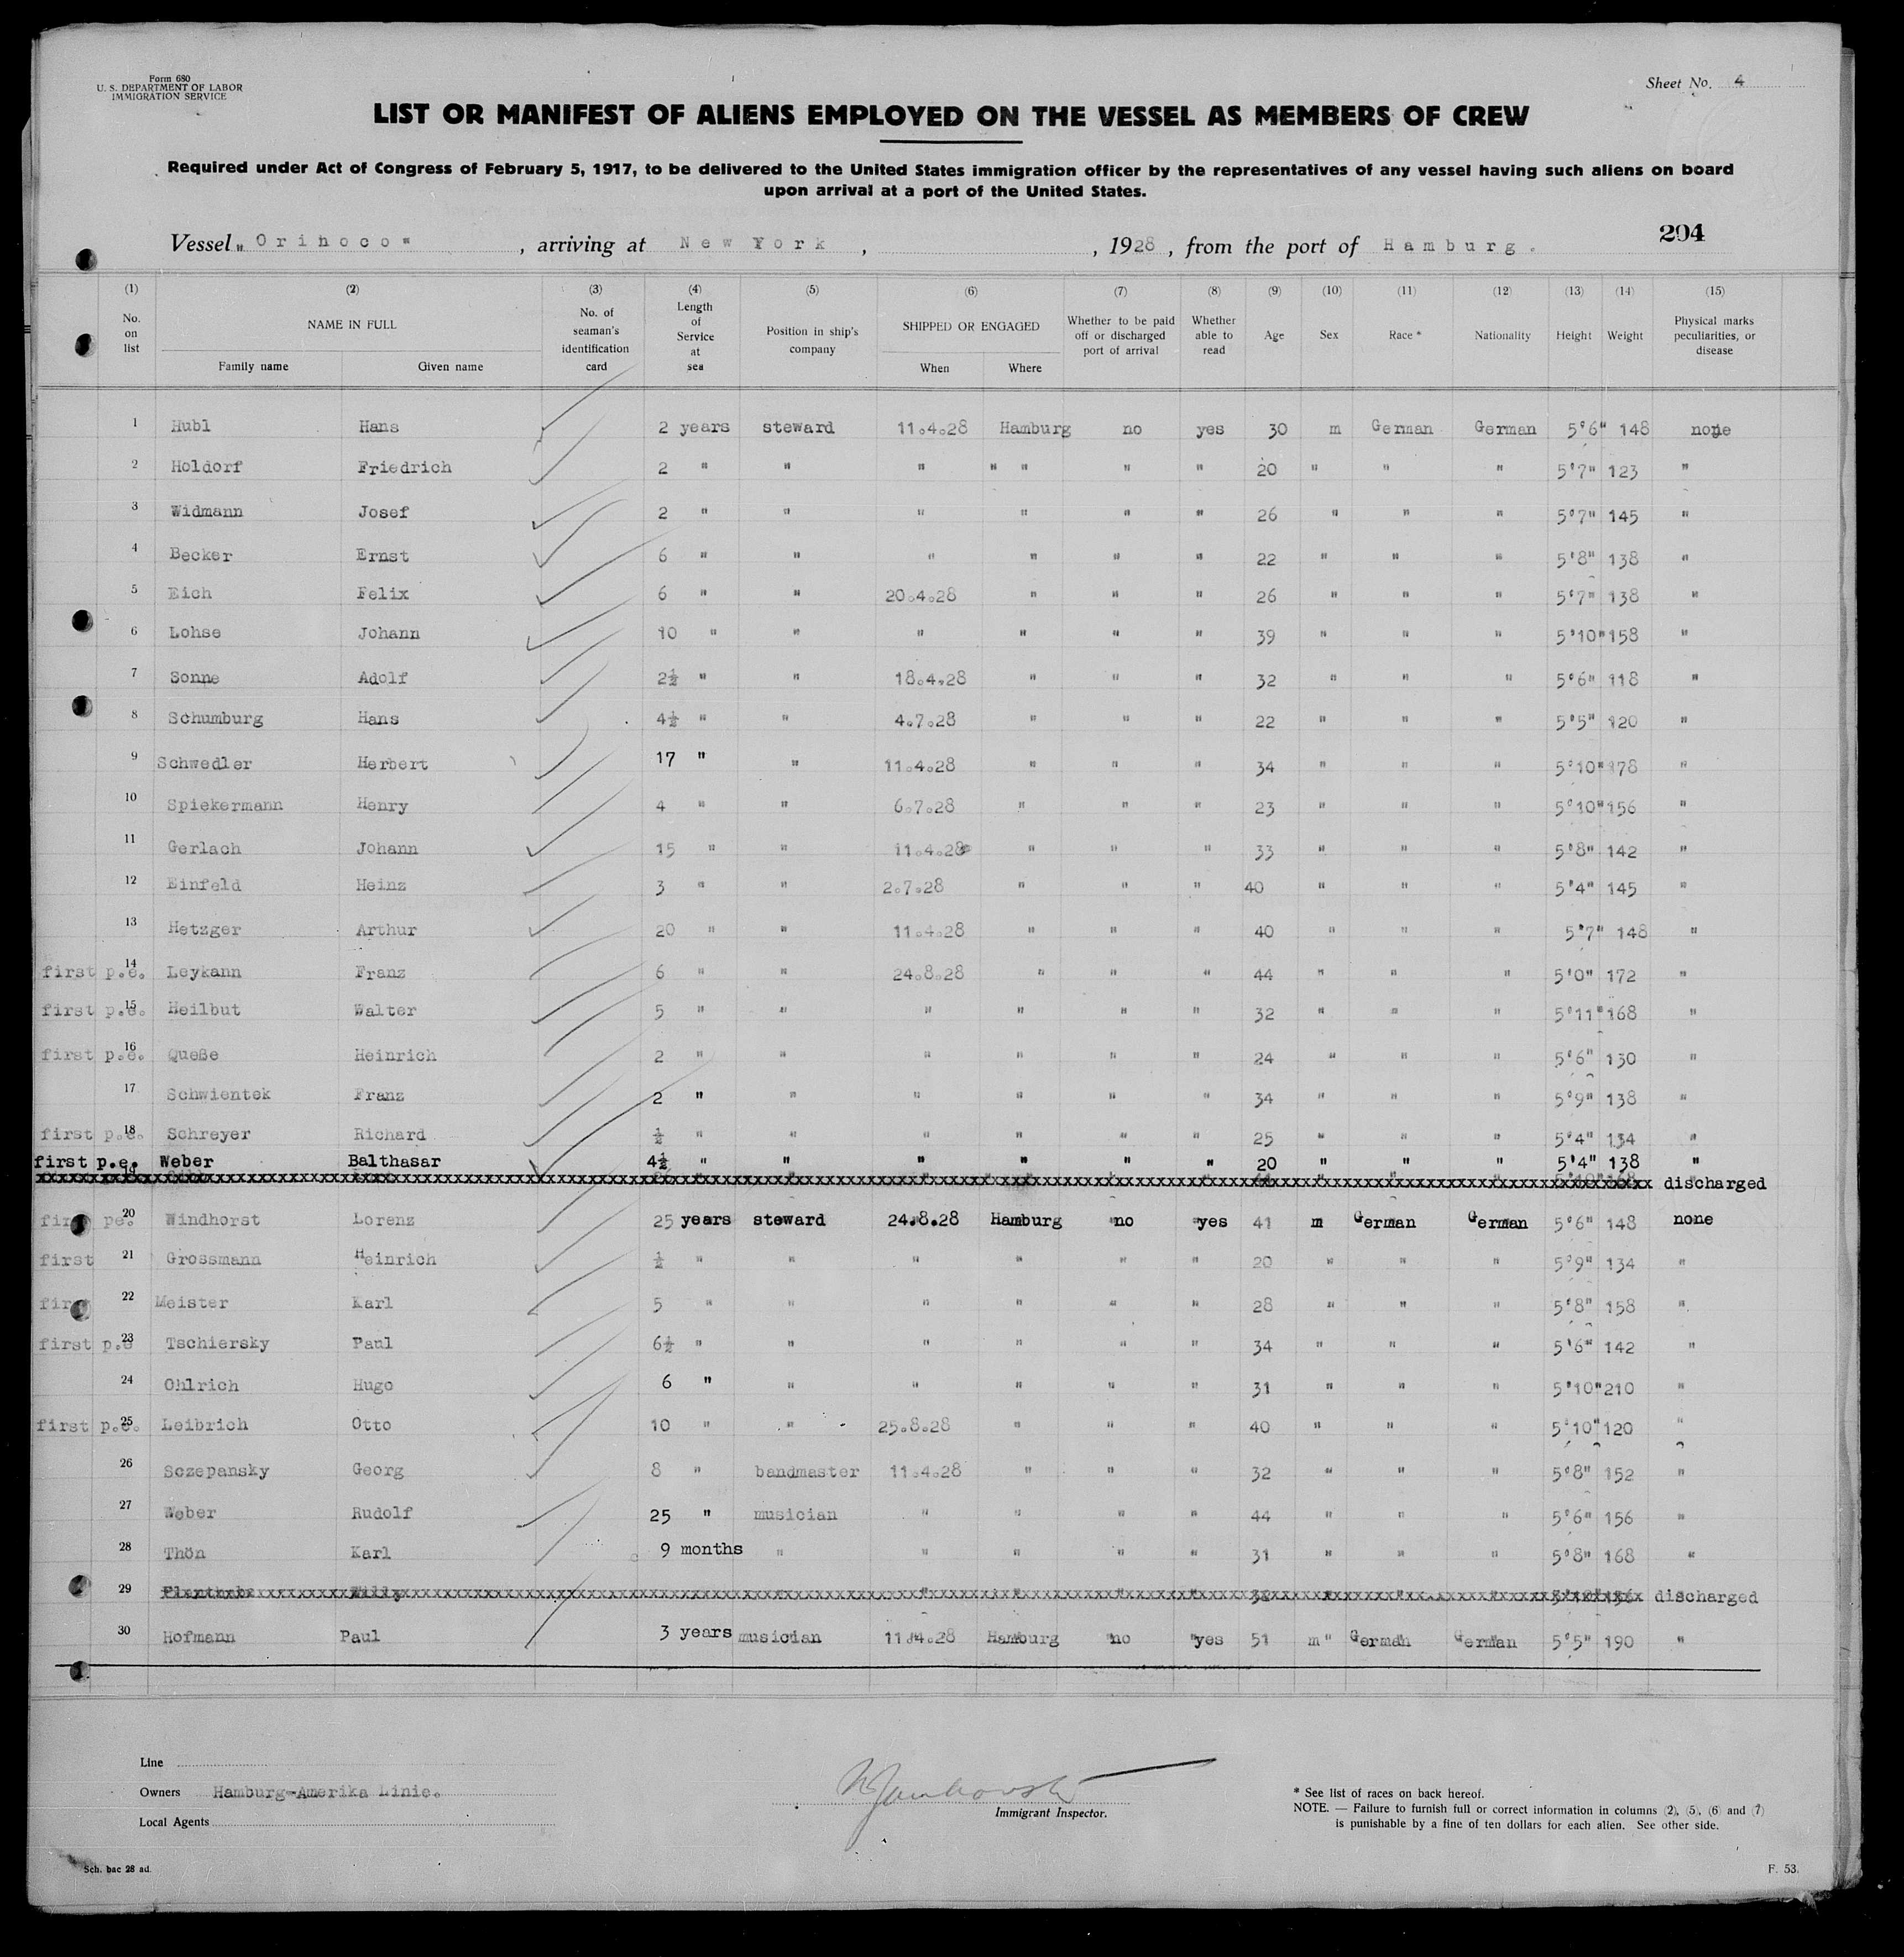 Form 680
U. S. DEPARTMENT OF LABOR
IMMIGRATION SERVICE
Sheet No. 4
LIST OR MANIFEST OF ALIENS EMPLOYED ON THE VESSEL AS MEMBERS OF CREW
Required under Act of Congress of February 5, 1917, to be delivered to the United States immigration officer by the representatives of any vessel having such aliens on board
upon arrival at a port of the United States.
Vessel „Orinoco", arriving at New York, , 1928, from the port of Hamburg.
204
(1) (2) (3) (4) (5) (6) (7) (8) (9) (10) (11) (12) (13) (14) (15)
No. on list NAME IN FULL Family name Given name No. of seaman's identification card Length of Service at sea Position in ship's company SHIPPED OR ENGAGED When Where Whether to be paid off or discharged port of arrival Whether able to read Age Sex Race * Nationality Height Weight Physical marks peculiarities, or disease
1 Hubl Hans 2 years steward 11.4.28 Hamburg no yes 30 m German German 5'6" 148 none
2 Holdorf Friedrich 2 " " " " " " " 20 " " " 5'7" 123 "
3 Widmann Josef 2 " " " " " " 26 " " " 5'7" 145 "
4 Becker Ernst 6 " " " " " " 22 " " " 5'8" 138 "
5 Eich Felix 6 " " 20.4.28 " " " 26 " " " 5'7" 138 "
6 Lohse Johann 10 " " " " " " 39 " " " 5'10" 158 "
7 Sonne Adolf 2½ " " 18.4.28 " " " 32 " " " 5'6" 118 "
8 Schumburg Hans 4½ " " 4.7.28 " " " 22 " " " 5'5" 120 "
9 Schwedler Herbert 17 " " 11.4.28 " " " 34 " " " 5'10" 178 "
10 Spiekermann Henry 4 " " 6.7.28 " " " 23 " " " 5'10" 156 "
11 Gerlach Johann 15 " " 11.4.28 " " " 33 " " " 5'8" 142 "
12 Einfeld Heinz 3 " " 2.7.28 " " " 40 " " " 5'4" 145 "
13 Hetzger Arthur 20 " " 11.4.28 " " " 40 " " " 5'7" 148 "
first p.e. 14 Leykann Franz 6 " " 24.8.28 " " " 44 " " " 5'0" 172 "
first p.e. 15 Heilbut Walter 5 " " " " " " 32 " " " 5'11" 168 "
first p.e. 16 Queße Heinrich 2 " " " " " " 24 " " " 5'6" 130 "
17 Schwientek Franz 2 " " " " " " 34 " " " 5'9" 138 "
first p.e. 18 Schreyer Richard ½ " " " " " " 25 " " " 5'4" 134 "
first p.e. Weber Balthasar 4½ " " " " " " 20 " " " 5'4" 138 "
19 discharged
first pe. 20 Windhorst Lorenz 25 years steward 24.8.28 Hamburg no yes 41 m German German 5'6" 148 none
first 21 Grossmann Heinrich ½ " " " " " " 20 " " " 5'9" 134 "
first 22 Meister Karl 5 " " " " " " 28 " " " 5'8" 158 "
first p.e 23 Tschiersky Paul 6½ " " " " " " 34 " " " 5'6" 142 "
24 Ohlrich Hugo 6 " " " " " " 31 " " " 5'10" 210 "
first p.e. 25 Leibrich Otto 10 " " 25.8.28 " " " 40 " " " 5'10" 120 "
26 Sczepansky Georg 8 " bandmaster 11.4.28 " " " 32 " " " 5'8" 152 "
27 Weber Rudolf 25 " musician " " " " 44 " " " 5'6" 156 "
28 Thön Karl 9 months " " " " " 31 " " " 5'8" 168 "
29 Willy discharged
30 Hofmann Paul 3 years musician 11.4.28 Hamburg no yes 51 m " German German 5'5" 190 "
Line
Owners Hamburg-Amerika Linie.
Local Agents
Immigrant Inspector.
* See list of races on back hereof.
NOTE. — Failure to furnish full or correct information in columns (2), (5), (6) and (7)
is punishable by a fine of ten dollars for each alien. See other side.
Sch. bac 28 ad.
F. 53.